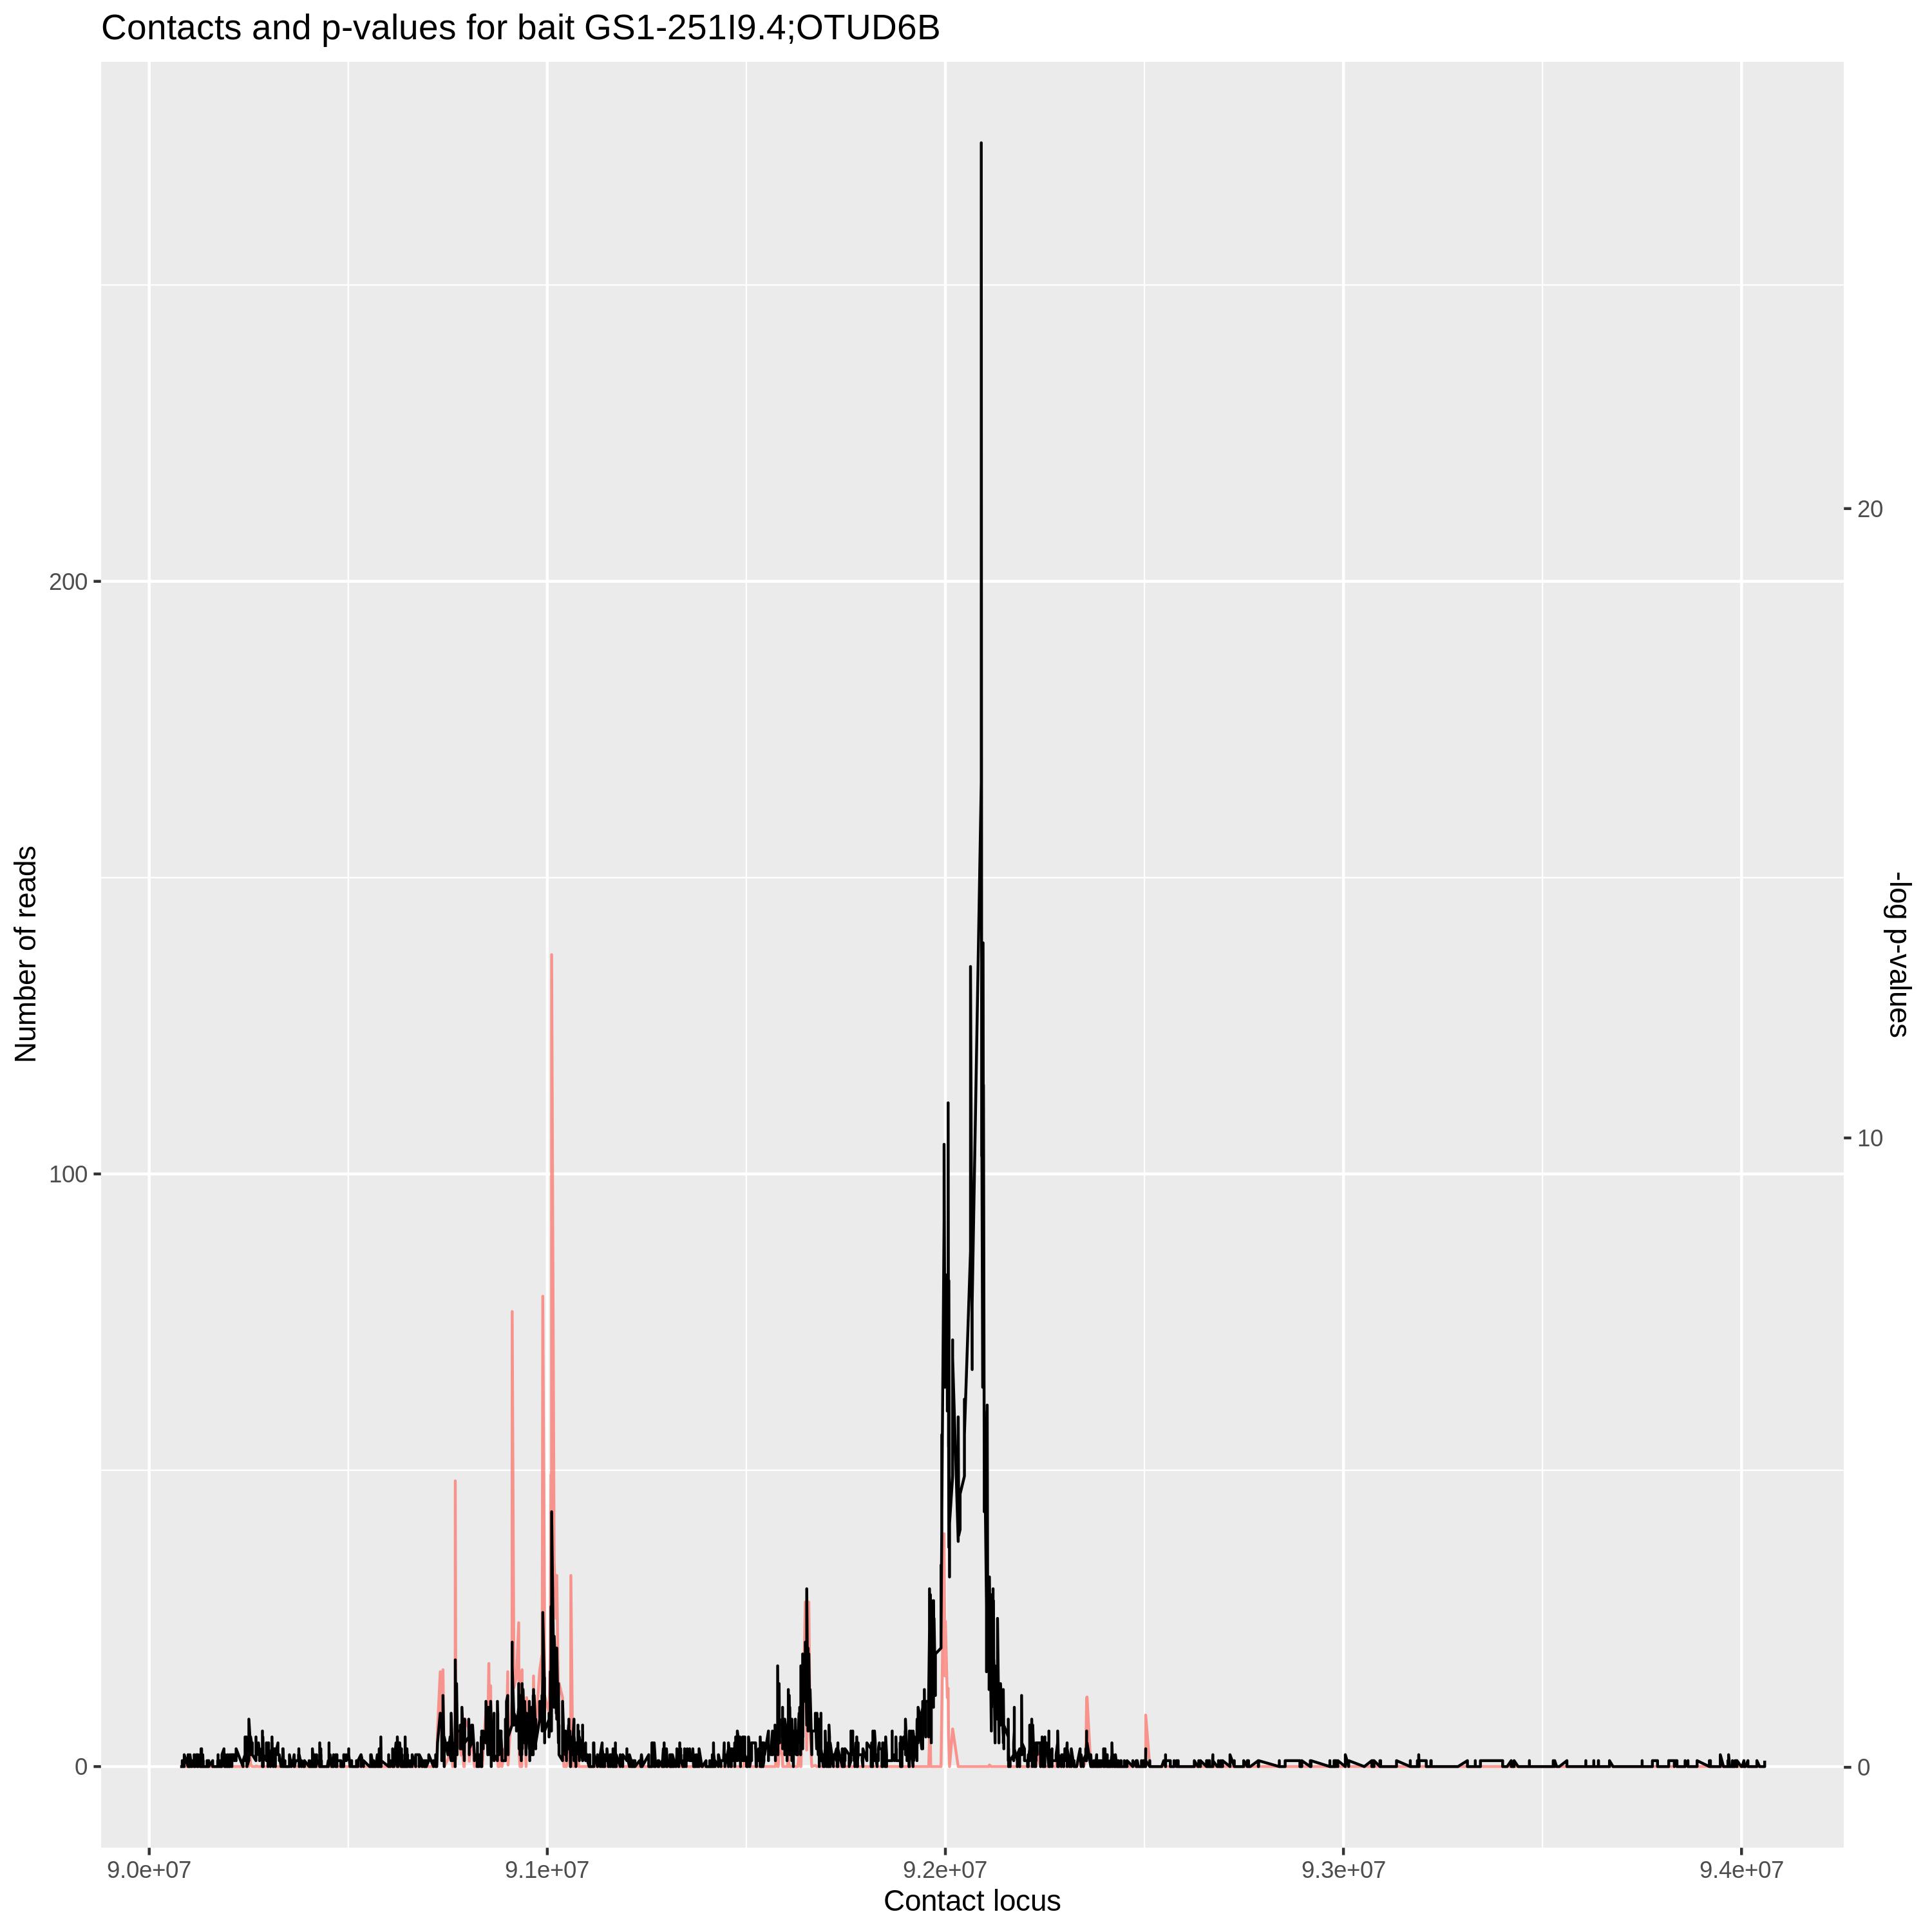 Contacts and p-values for bait GS1-251I9.4;OTUD6B
Number of reads
200
100
0
20
10
0
-log p-values
9.0e+07 9.1e+07 9.2e+07 9.3e+07 9.4e+07
Contact locus